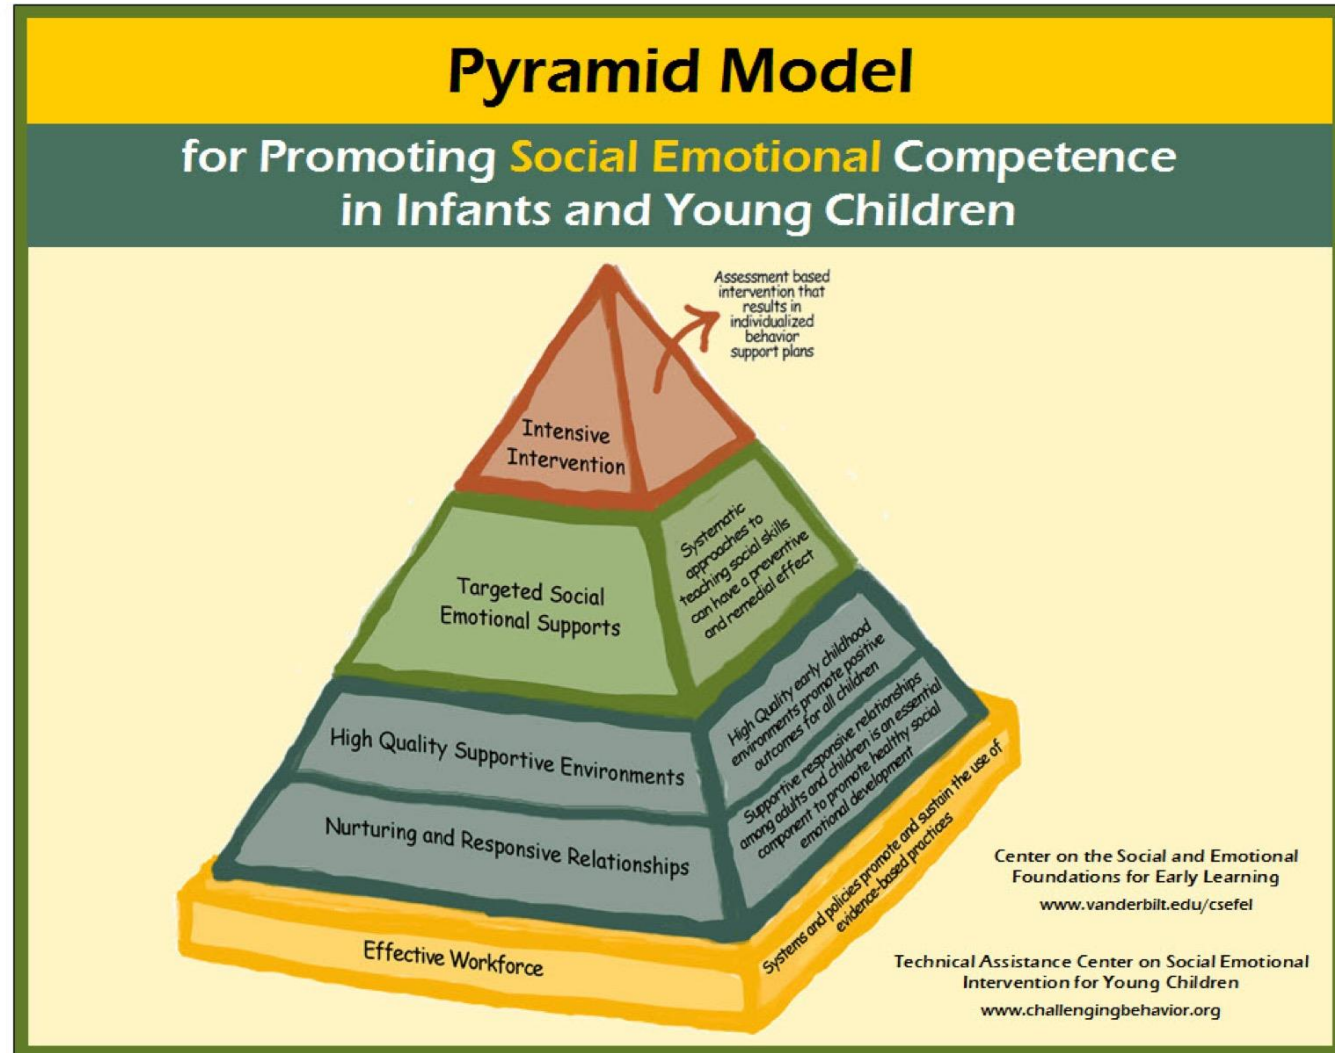 Pyramid Model
for Promoting Social Emotional Competence
in Infants and Young Children
Assessment based
intervention that
results in
individualized
behavior
support plans
Intensive
Intervention
Systematic
approaches to
teaching social skills
can have a preventive
and remedial effect
Targeted Social
Emotional Supports
High Quality early childhood
environments promote positive
outcomes for all children
High Quality Supportive Environments
Supportive responsive relationships
among adults and children is an essential
component to promote healthy social
emotional development
Nurturing and Responsive Relationships
Systems and policies promote and sustain the use of
evidence-based practices
Effective Workforce
Center on the Social and Emotional
Foundations for Early Learning
www.vanderbilt.edu/csefel
Technical Assistance Center on Social Emotional
Intervention for Young Children
www.challengingbehavior.org